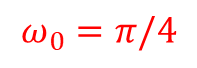 ω₀ = π/4